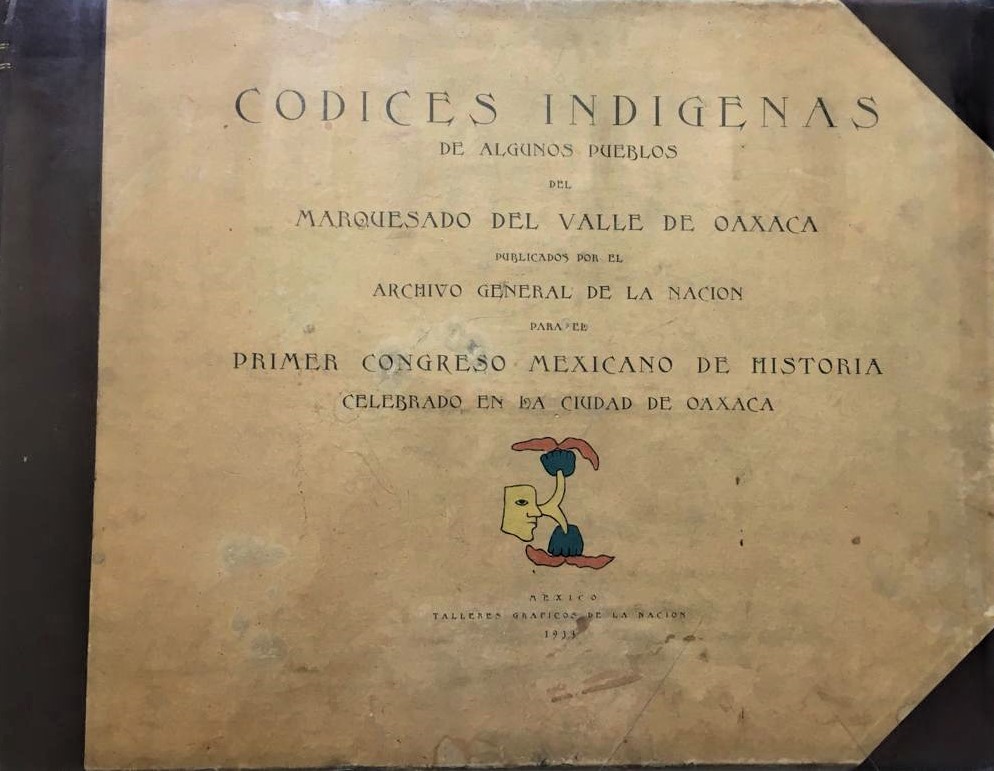 CODICES INDIGENAS
DE ALGUNOS PUEBLOS
DEL
MARQUESADO DEL VALLE DE OAXACA
PUBLICADOS POR EL
ARCHIVO GENERAL DE LA NACION
PARA EL
PRIMER CONGRESO MEXICANO DE HISTORIA
CELEBRADO EN LA CIUDAD DE OAXACA
MEXICO
TALLERES GRAFICOS DE LA NACION
1933